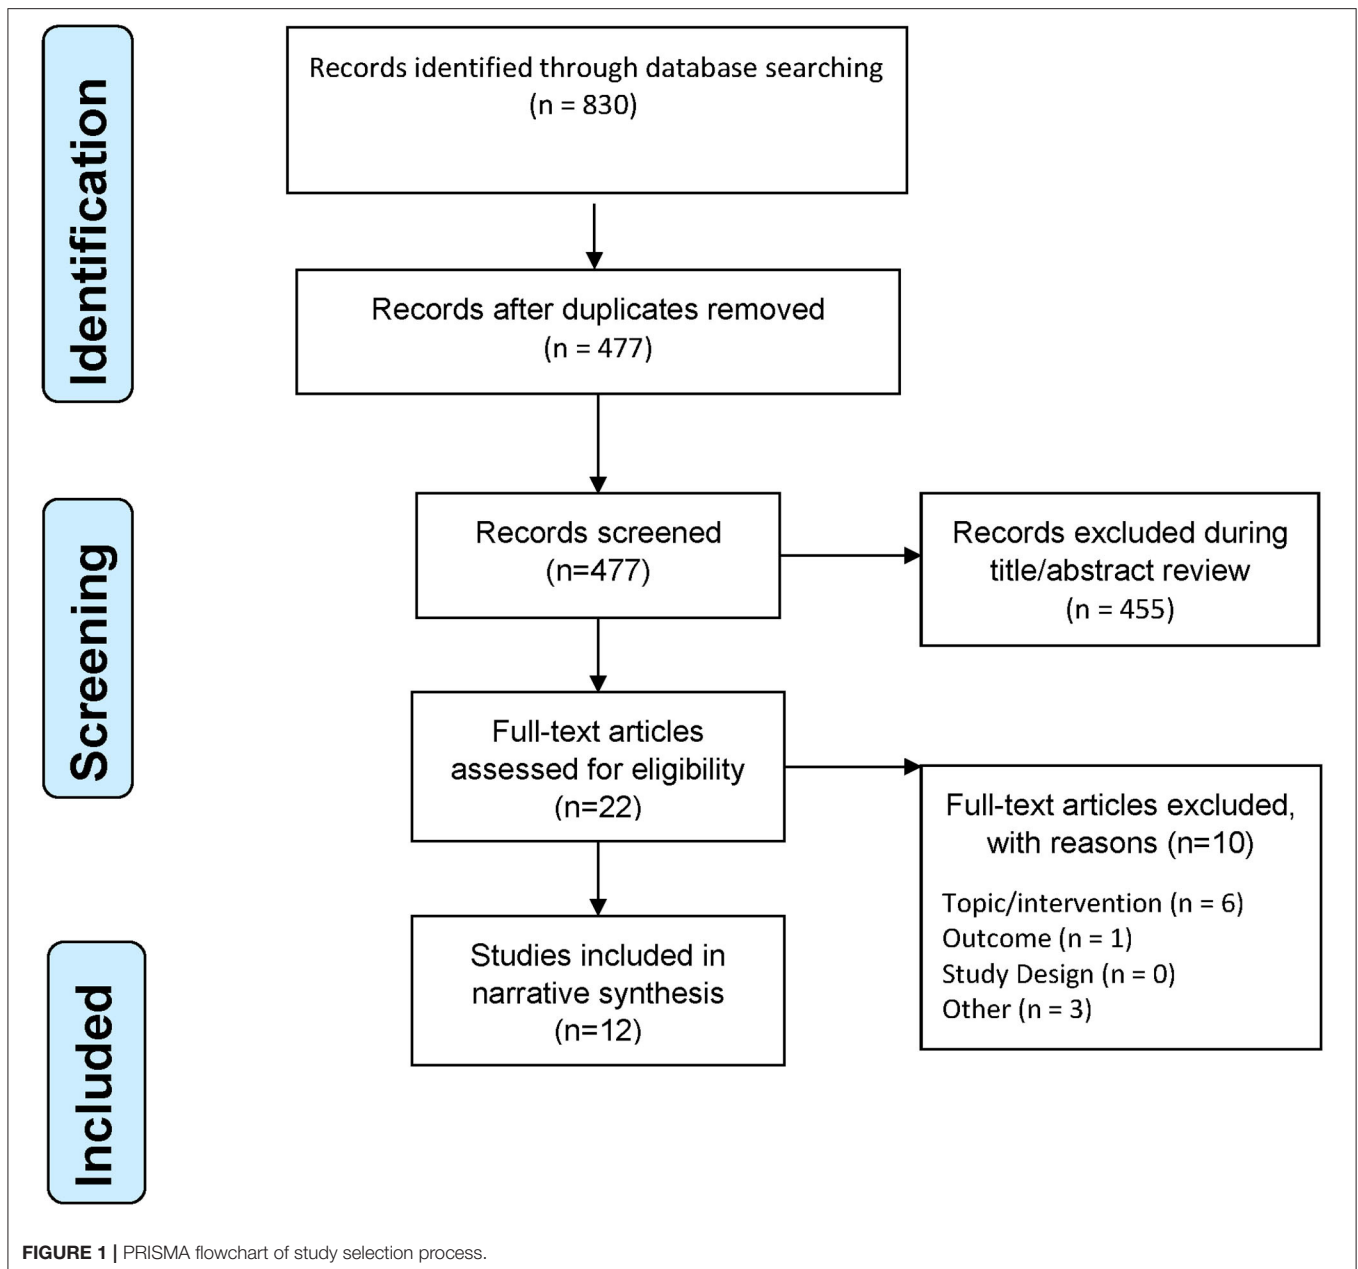 Identification
Records identified through database searching
(n = 830)
Records after duplicates removed
(n = 477)
Screening
Records screened
(n=477)
Records excluded during
title/abstract review
(n = 455)
Full-text articles
assessed for eligibility
(n=22)
Full-text articles excluded,
with reasons (n=10)
Topic/intervention (n = 6)
Outcome (n = 1)
Study Design (n = 0)
Other (n = 3)
Included
Studies included in
narrative synthesis
(n=12)
FIGURE 1 | PRISMA flowchart of study selection process.